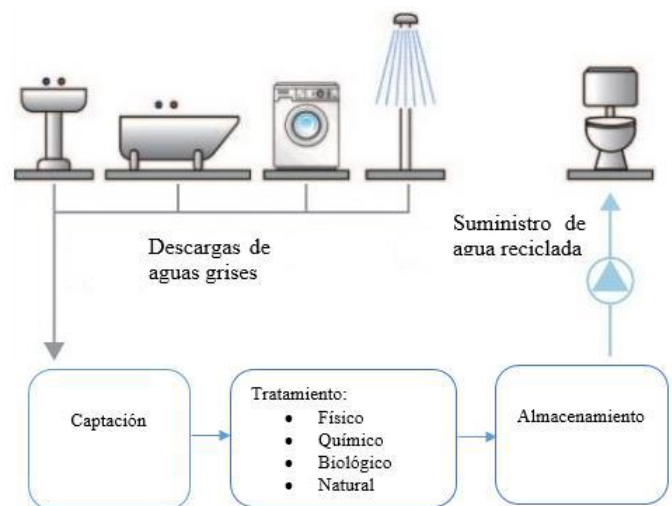 Descargas de
aguas grises
Suministro de
agua reciclada
Captación
Tratamiento:
• Físico
• Químico
• Biológico
• Natural
Almacenamiento